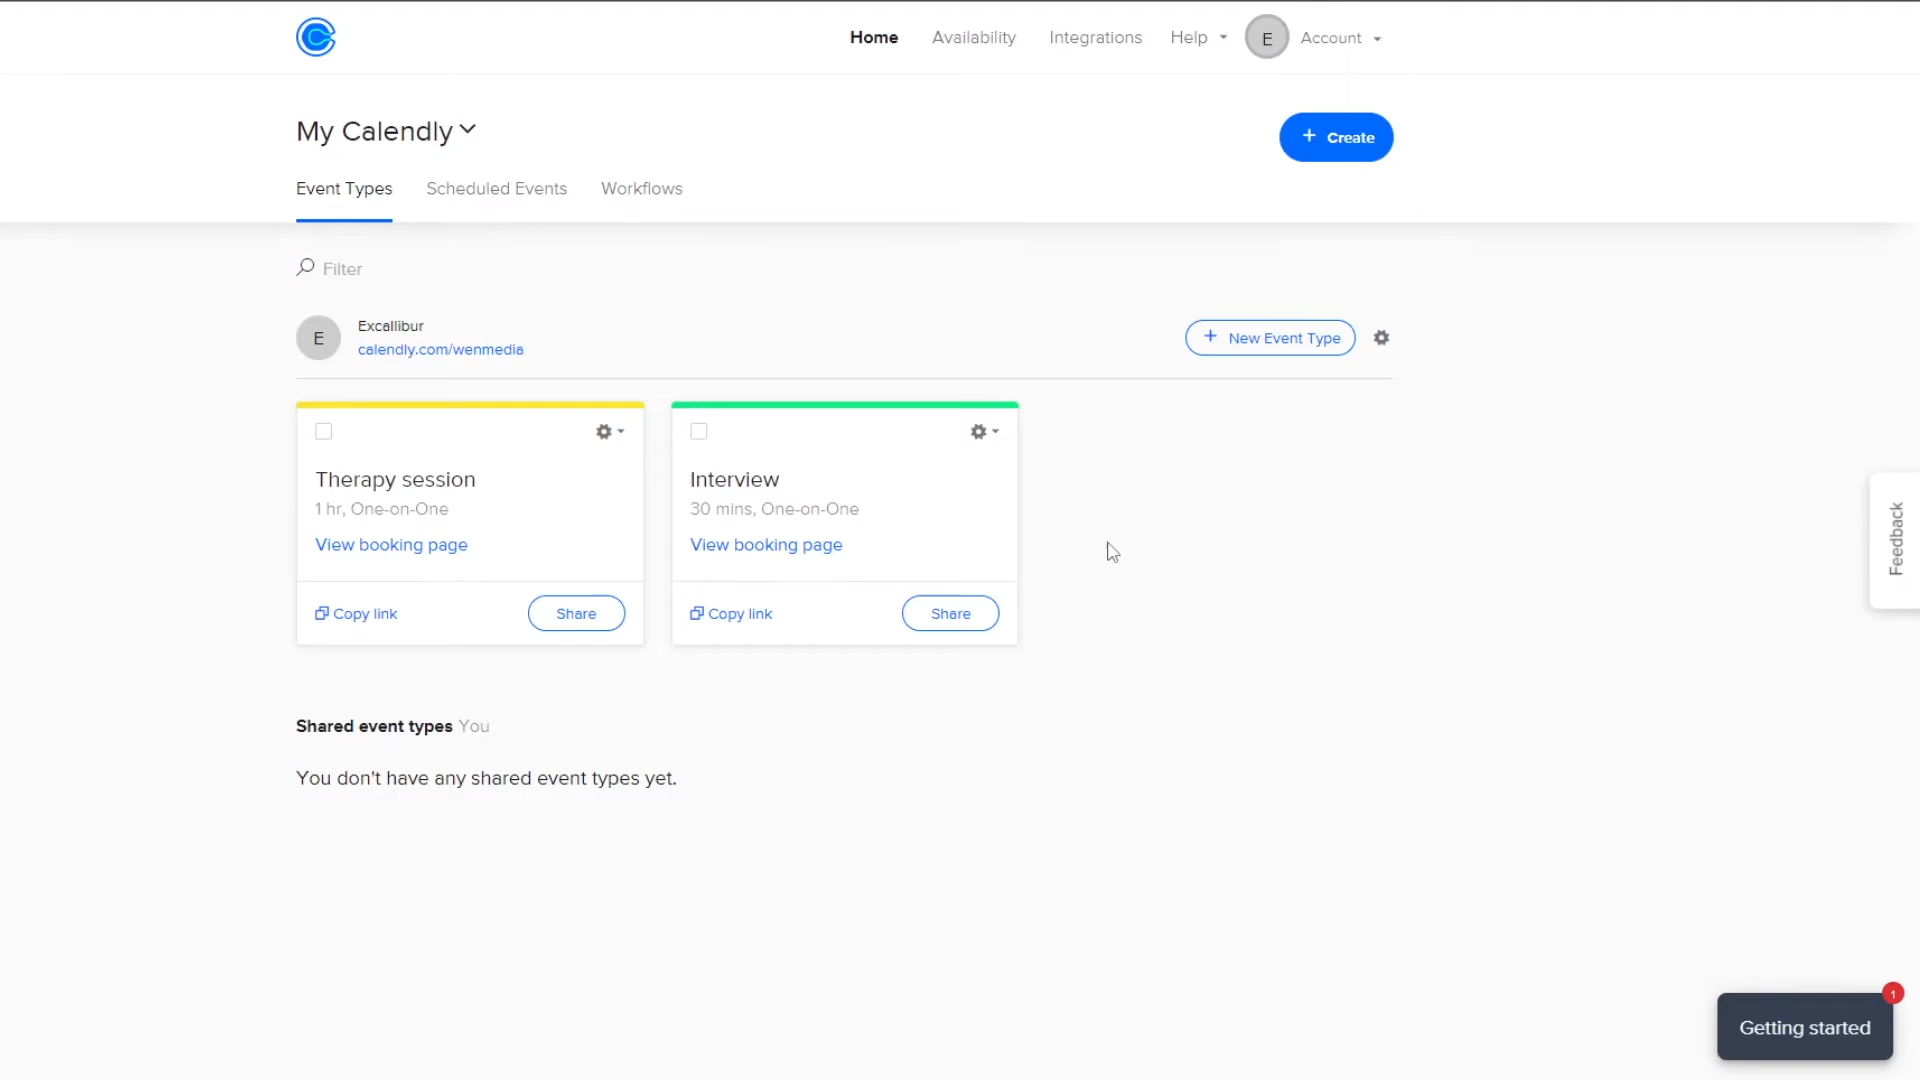 Home Availability Integrations Help E Account
My Calendly
+ Create
Event Types Scheduled Events Workflows
Filter
E
Excallibur
calendly.com/wenmedia
+ New Event Type
Therapy session
1 hr, One-on-One
View booking page
Copy link
Share
Interview
30 mins, One-on-One
View booking page
Copy link
Share
Feedback
Shared event types You
You don't have any shared event types yet.
1
Getting started